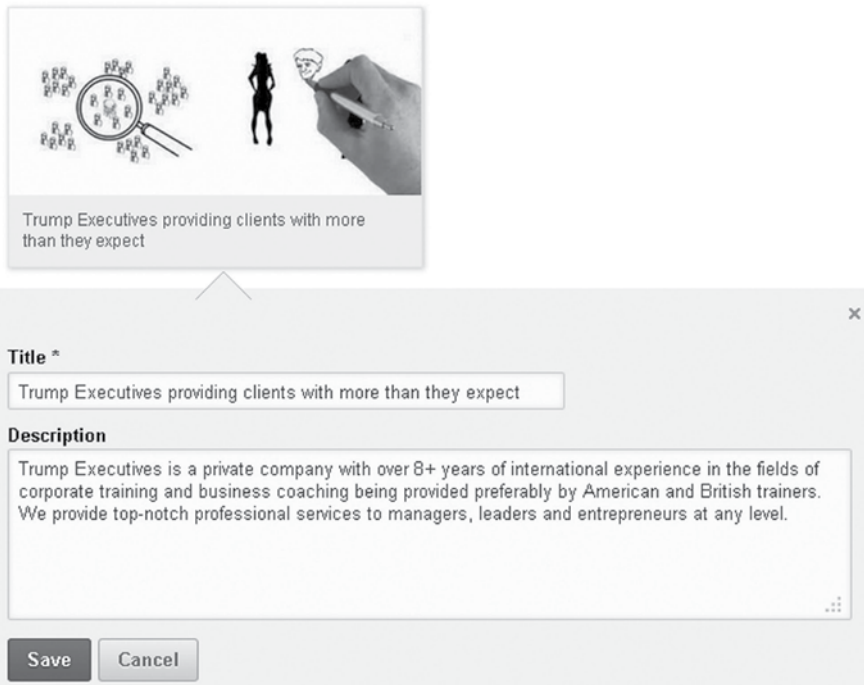 Trump Executives providing clients with more
than they expect
×
Title *
Trump Executives providing clients with more than they expect
Description
Trump Executives is a private company with over 8+ years of international experience in the fields of
corporate training and business coaching being provided preferably by American and British trainers.
We provide top-notch professional services to managers, leaders and entrepreneurs at any level.
Save
Cancel